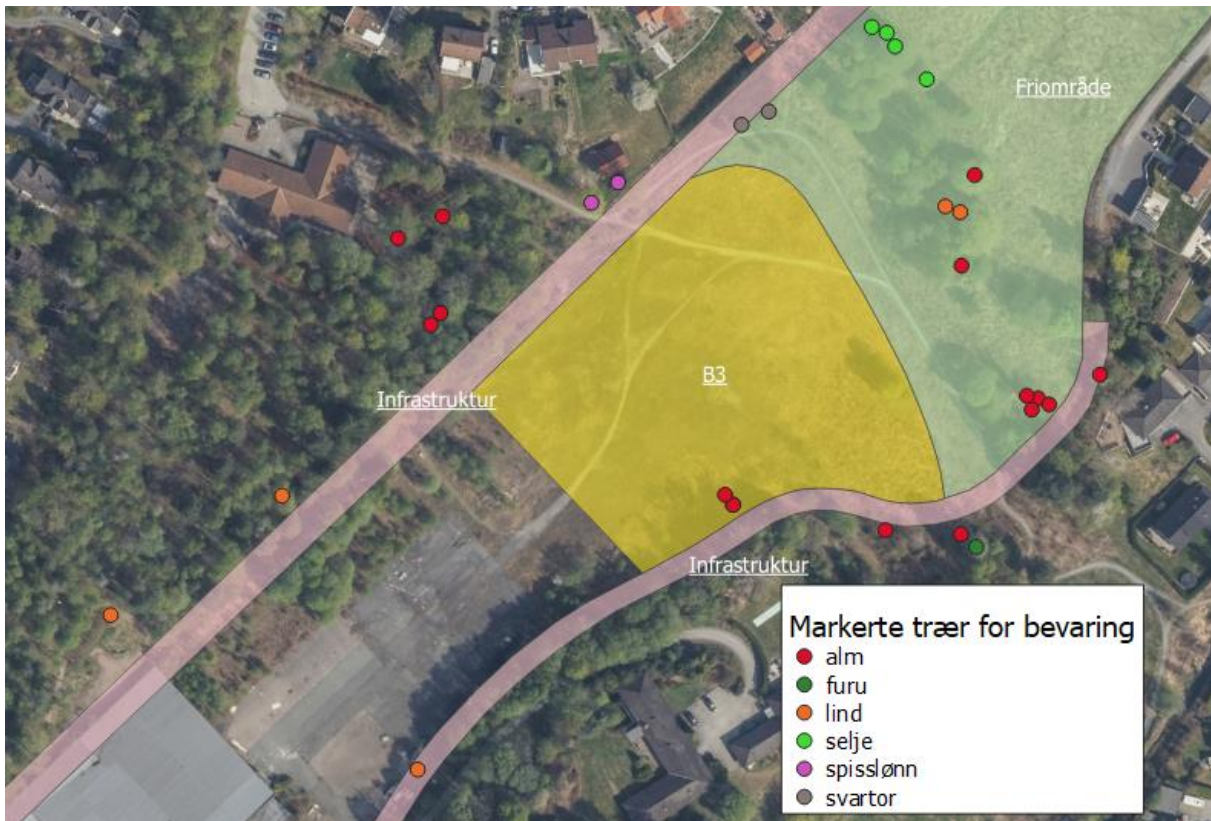 Friområde
B3
Infrastruktur
Infrastruktur
Markerte trær for bevaring
alm
furu
lind
selje
spisslønn
svartor